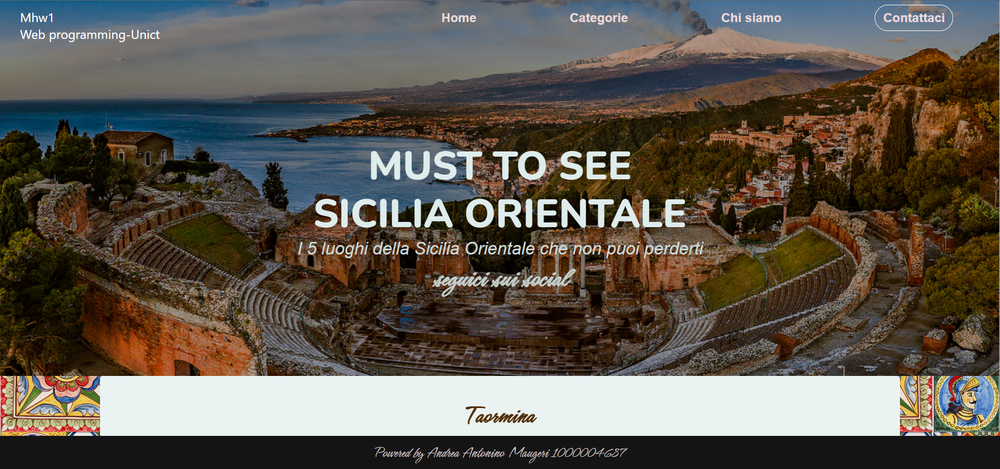 Mhw1
Web programming-Unict
Home Categorie Chi siamo Contattaci
MUST TO SEE
SICILIA ORIENTALE
I 5 luoghi della Sicilia Orientale che non puoi perderti
seguici sui social
Taormina
Powered by Andrea Antonino Maugeri 1000004687